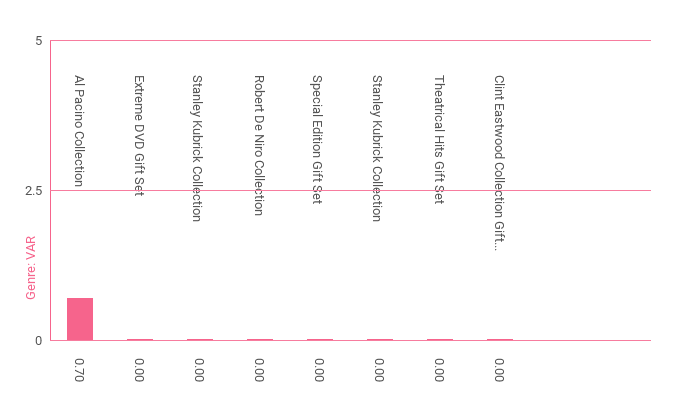 5
2.5
0
Genre: VAR
Al Pacino Collection
Extreme DVD Gift Set
Stanley Kubrick Collection
Robert De Niro Collection
Special Edition Gift Set
Stanley Kubrick Collection
Theatrical Hits Gift Set
Clint Eastwood Collection Gift...
0.70
0.00
0.00
0.00
0.00
0.00
0.00
0.00